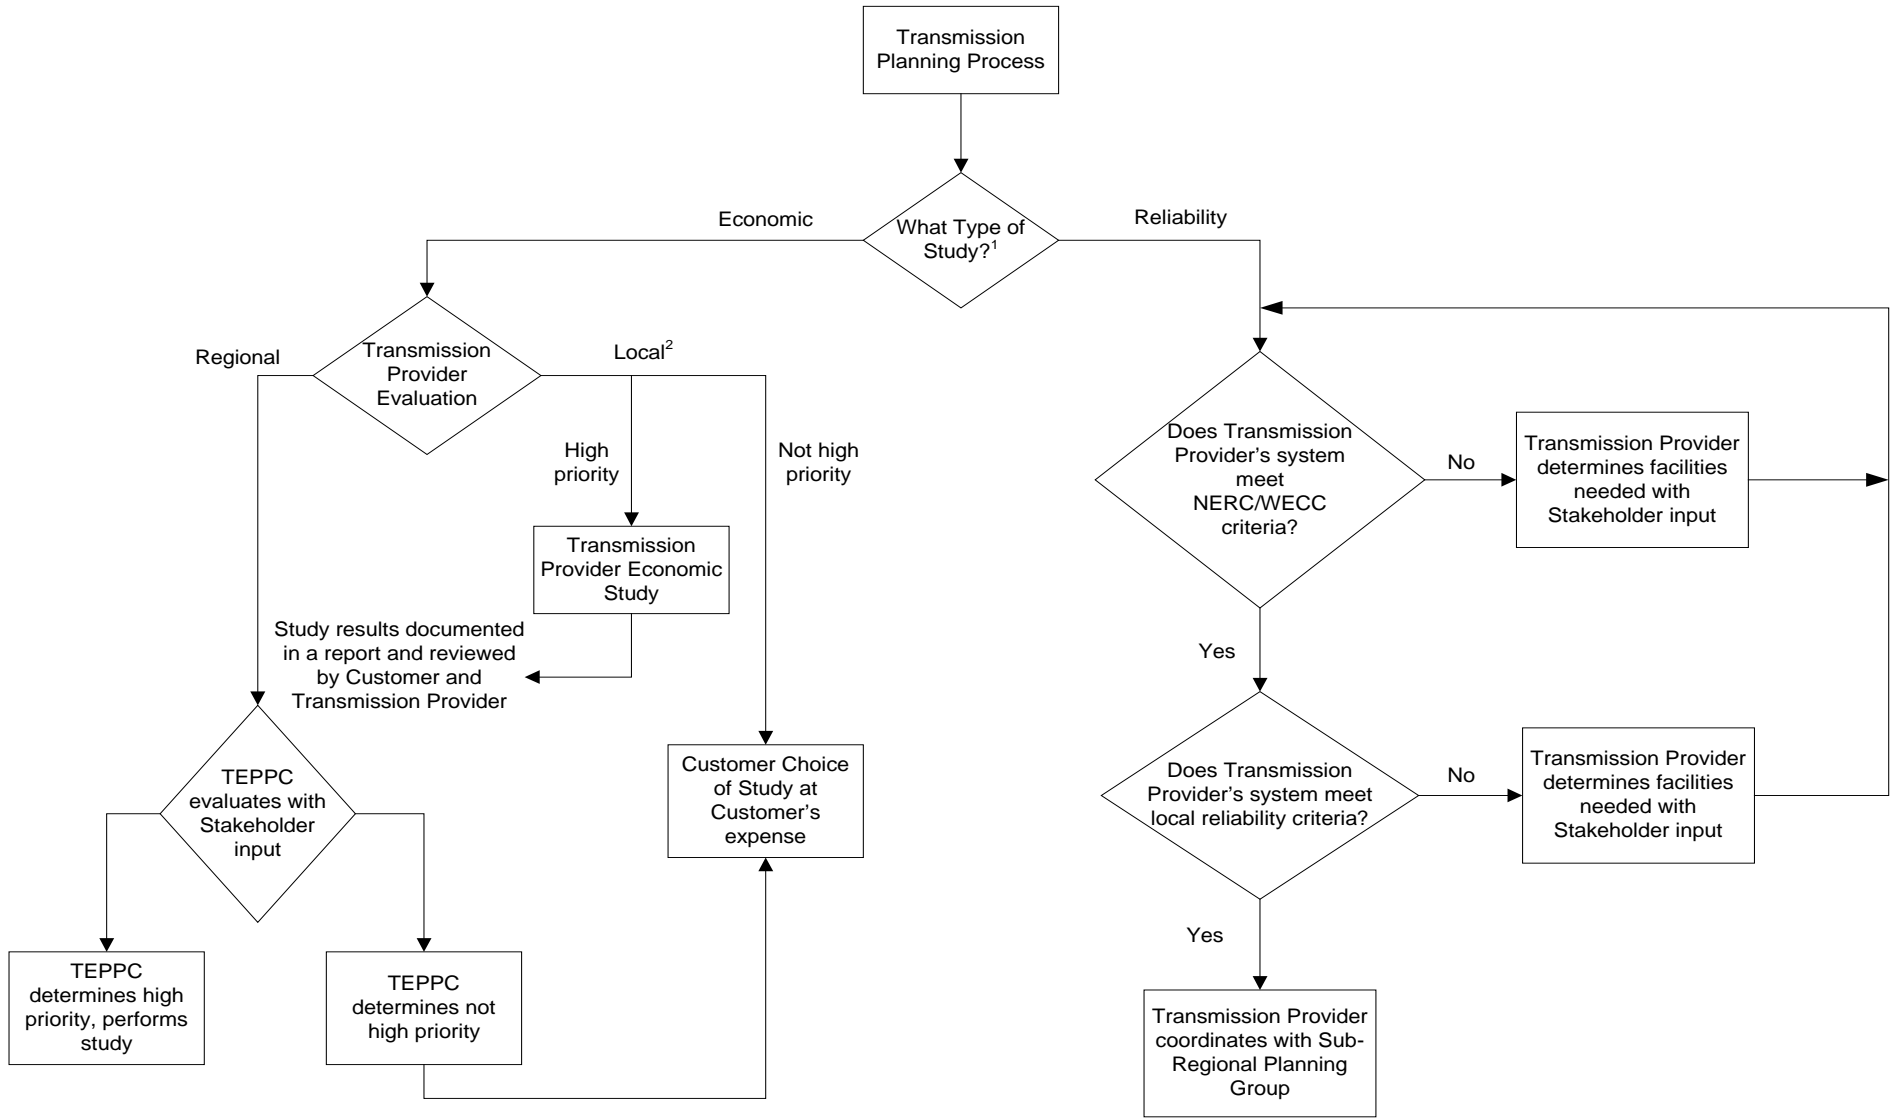 Transmission
Planning Process
What Type of
Study?¹
Economic
Reliability
Transmission
Provider
Evaluation
Regional
Local²
High
priority
Not high
priority
Transmission
Provider Economic
Study
Study results documented
in a report and reviewed
by Customer and
Transmission Provider
TEPPC
evaluates with
Stakeholder
input
Customer Choice
of Study at
Customer's
expense
TEPPC
determines high
priority, performs
study
TEPPC
determines not
high priority
Does Transmission
Provider's system
meet
NERC/WECC
criteria?
No
Transmission Provider
determines facilities
needed with
Stakeholder input
Yes
Does Transmission
Provider's system meet
local reliability criteria?
No
Transmission Provider
determines facilities
needed with
Stakeholder input
Yes
Transmission Provider
coordinates with Sub-
Regional Planning
Group